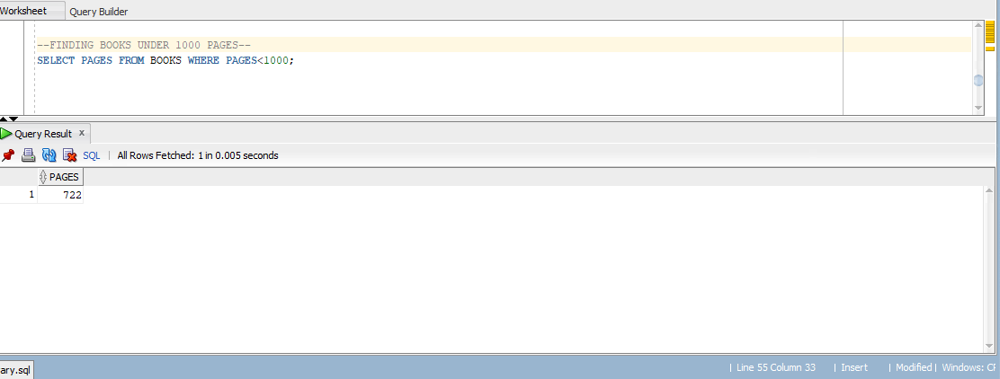 Worksheet Query Builder
--FINDING BOOKS UNDER 1000 PAGES--
SELECT PAGES FROM BOOKS WHERE PAGES<1000;
Query Result x
SQL | All Rows Fetched: 1 in 0.005 seconds
PAGES
1 722
ary.sql | Line 55 Column 33 | Insert | Modified | Windows: CF